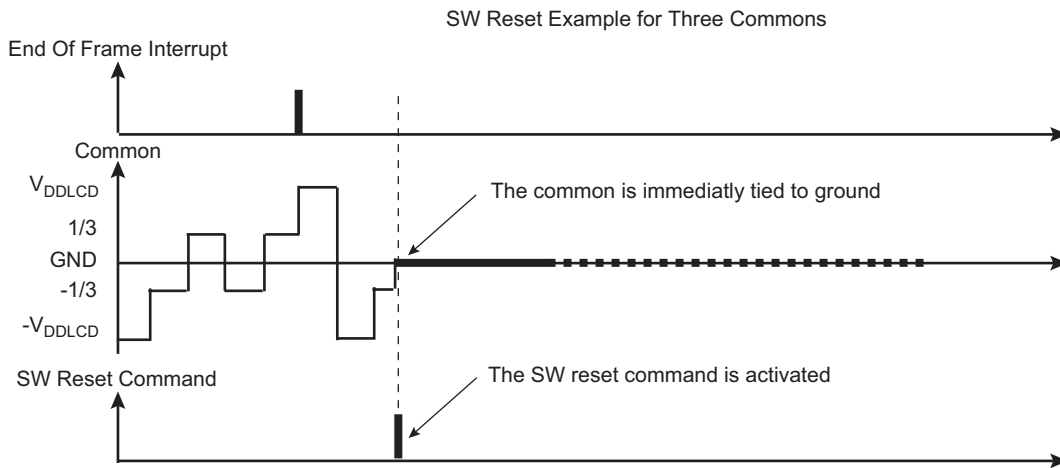 SW Reset Example for Three Commons
End Of Frame Interrupt
Common
VDDLCD
The common is immediatly tied to ground
1/3
GND
-1/3
-VDDLCD
SW Reset Command
The SW reset command is activated